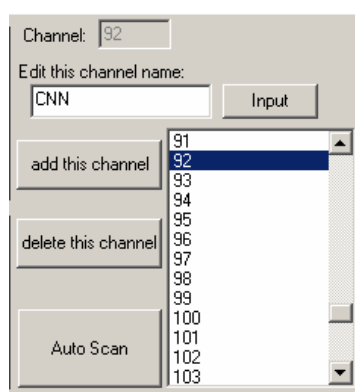 Channel: 92
Edit this channel name:
CNN
Input
add this channel
delete this channel
Auto Scan
91
92
93
94
95
96
97
98
99
100
101
102
103